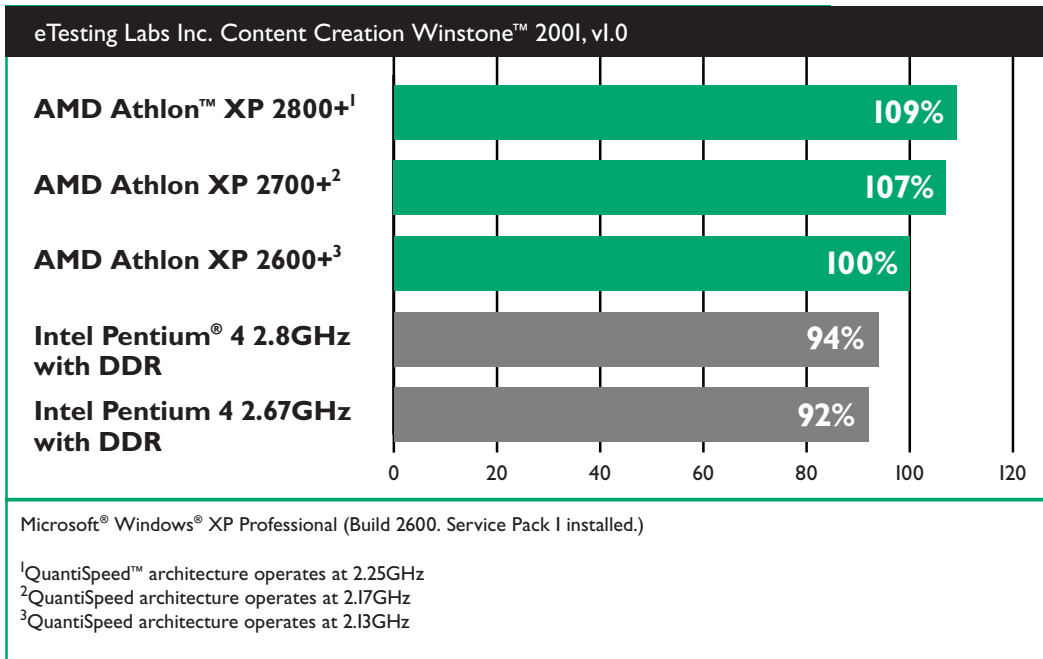 eTesting Labs Inc. Content Creation Winstone™ 2001, v1.0
AMD Athlon™ XP 2800+¹
109%
AMD Athlon XP 2700+²
107%
AMD Athlon XP 2600+³
100%
Intel Pentium® 4 2.8GHz
with DDR
94%
Intel Pentium 4 2.67GHz
with DDR
92%
0 20 40 60 80 100 120
Microsoft® Windows® XP Professional (Build 2600. Service Pack 1 installed.)
¹QuantiSpeed™ architecture operates at 2.25GHz
²QuantiSpeed architecture operates at 2.17GHz
³QuantiSpeed architecture operates at 2.13GHz